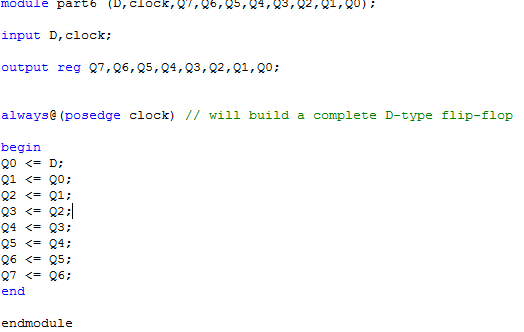 module part6 (D,clock,Q7,Q6,Q5,Q4,Q3,Q2,Q1,Q0);
input D,clock;
output reg Q7,Q6,Q5,Q4,Q3,Q2,Q1,Q0;
always@(posedge clock) // will build a complete D-type flip-flop
begin
Q0 <= D;
Q1 <= Q0;
Q2 <= Q1;
Q3 <= Q2;
Q4 <= Q3;
Q5 <= Q4;
Q6 <= Q5;
Q7 <= Q6;
end
endmodule